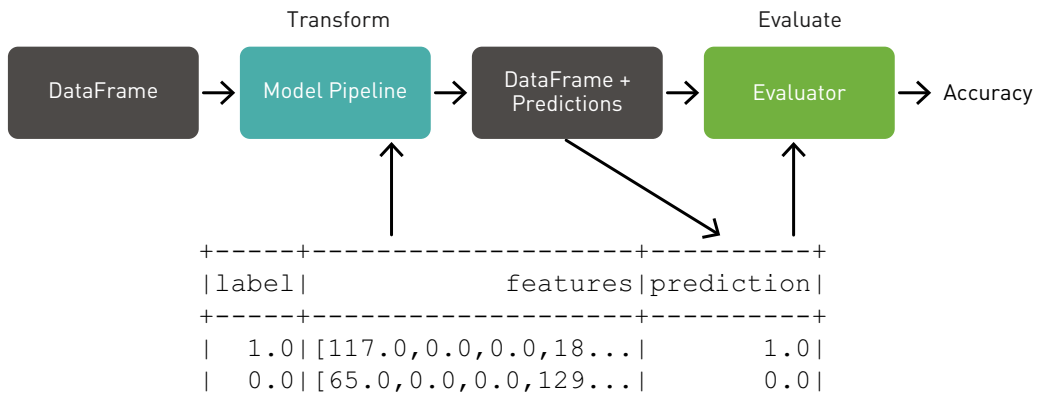 Transform
Evaluate
DataFrame
Model Pipeline
DataFrame +
Predictions
Evaluator
Accuracy
+-----+-------------------+----------+
|label|           features|prediction|
+-----+-------------------+----------+
|  1.0|[117.0,0.0,0.0,18...|       1.0|
|  0.0|[65.0,0.0,0.0,129...|       0.0|